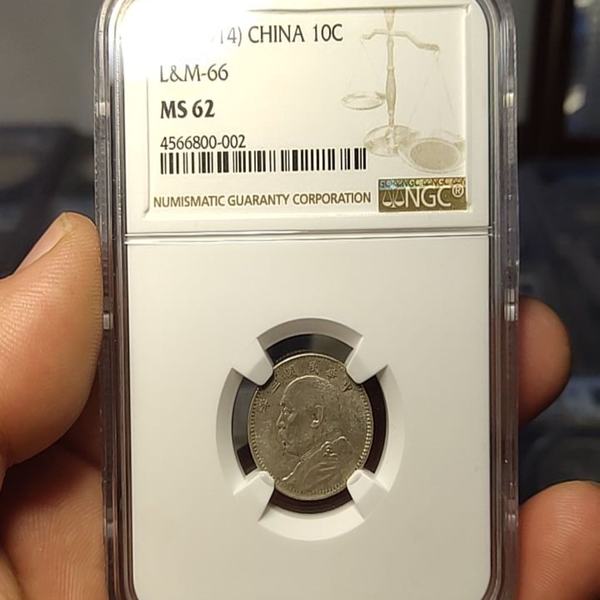 14) CHINA 10C
L&M-66
MS 62
4566800-002
NUMISMATIC GUARANTY CORPORATION
NGC®